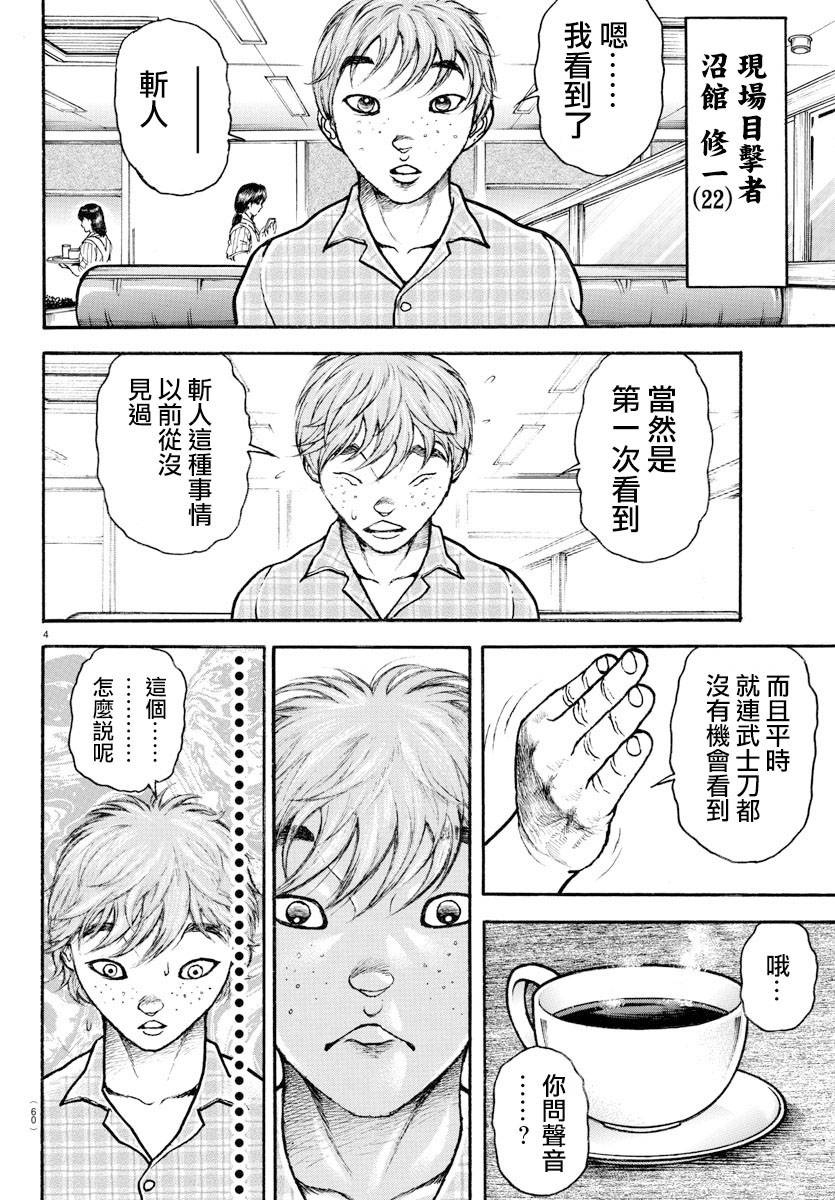 現場目擊者
沼館 修一
(22)
嗯……
我看到了
斬人
——
當然是
第一次看到
斬人這種事情
以前從沒
見過
4
而且平時
就連武士刀都
沒有機會看到
哦…
你問聲音
……?
這個……
…………
怎麼說呢
(60)